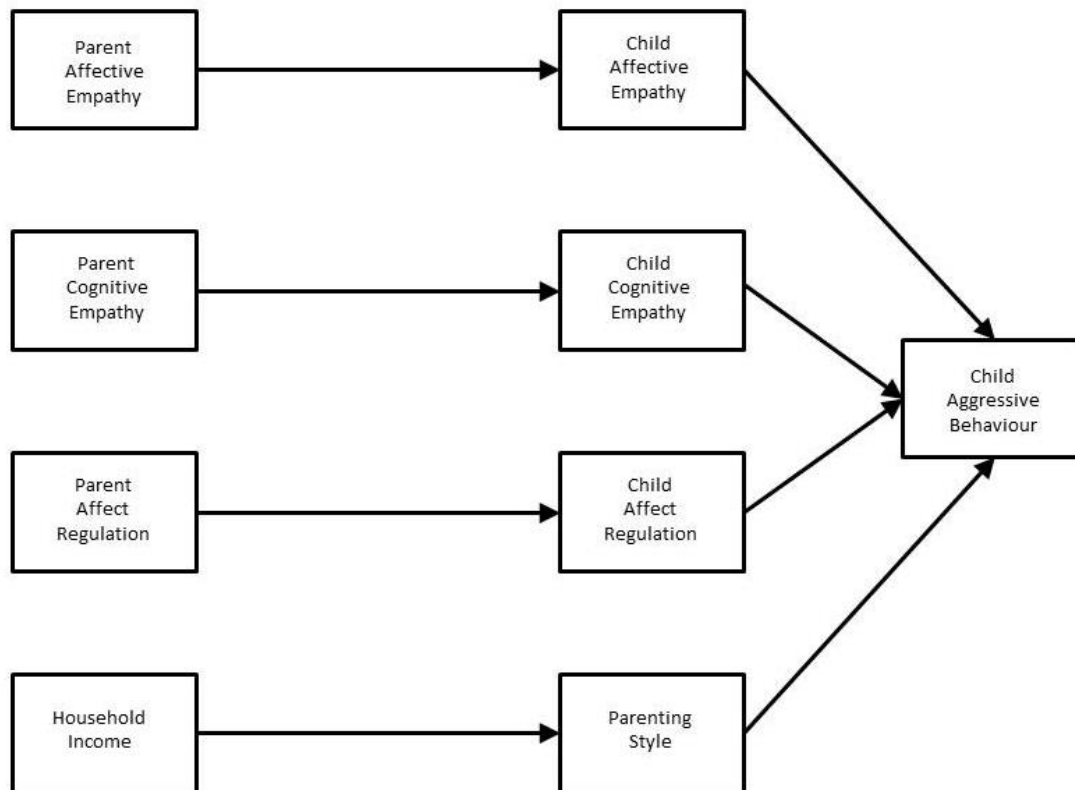 Parent
Affective
Empathy
Child
Affective
Empathy
Parent
Cognitive
Empathy
Child
Cognitive
Empathy
Child
Aggressive
Behaviour
Parent
Affect
Regulation
Child
Affect
Regulation
Household
Income
Parenting
Style